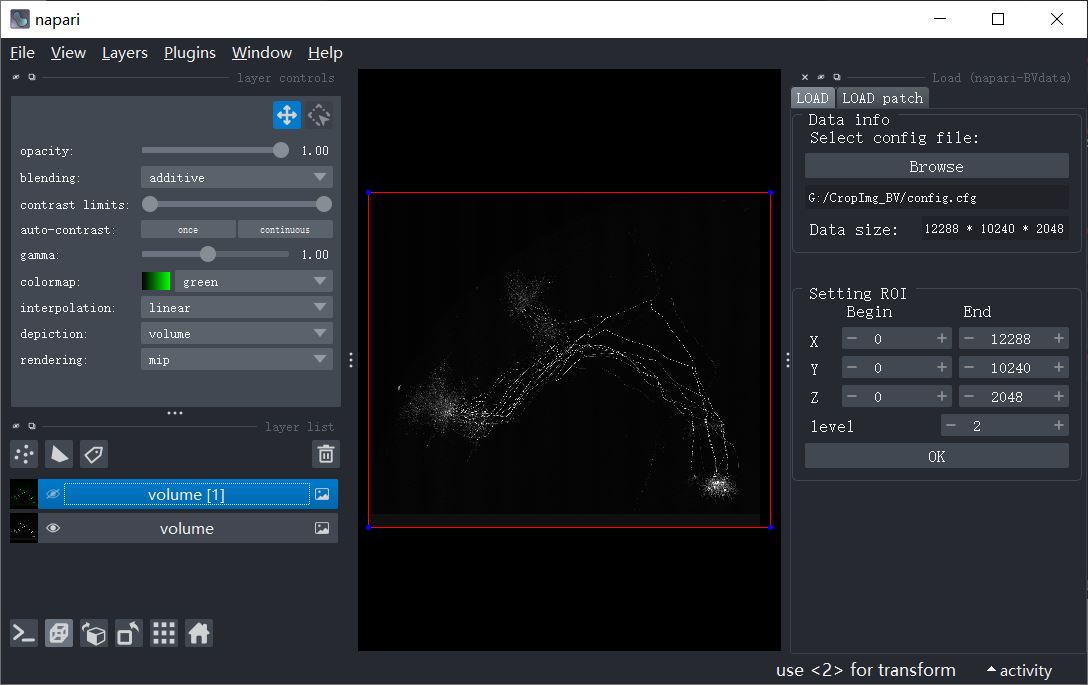 napari
File View Layers Plugins Window Help
layer controls
opacity: 1.00
blending: additive
contrast limits:
auto-contrast: once continuous
gamma: 1.00
colormap: green
interpolation: linear
depiction: volume
rendering: mip
layer list
volume [1]
volume
Load (napari-BVdata)
LOAD LOAD patch
Data info
Select config file:
Browse
G:/CropImg_BV/config.cfg
Data size: 12288 * 10240 * 2048
Setting ROI
Begin End
X − 0 + − 12288 +
Y − 0 + − 10240 +
Z − 0 + − 2048 +
level − 2 +
OK
use <2> for transform activity